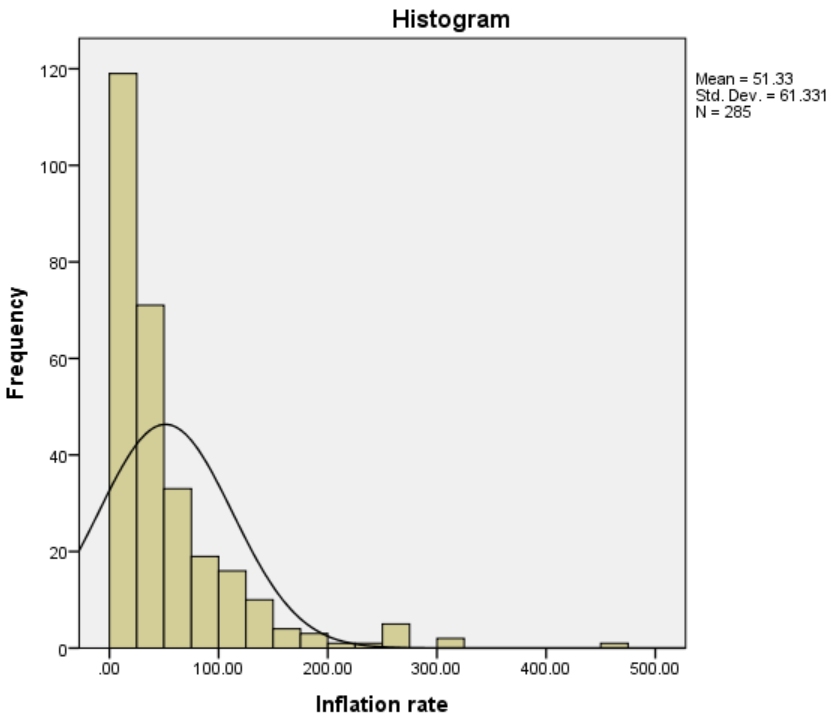 Histogram
Mean = 51.33
Std. Dev. = 61.331
N = 285
120
100
80
60
40
20
0
Frequency
.00 100.00 200.00 300.00 400.00 500.00
Inflation rate